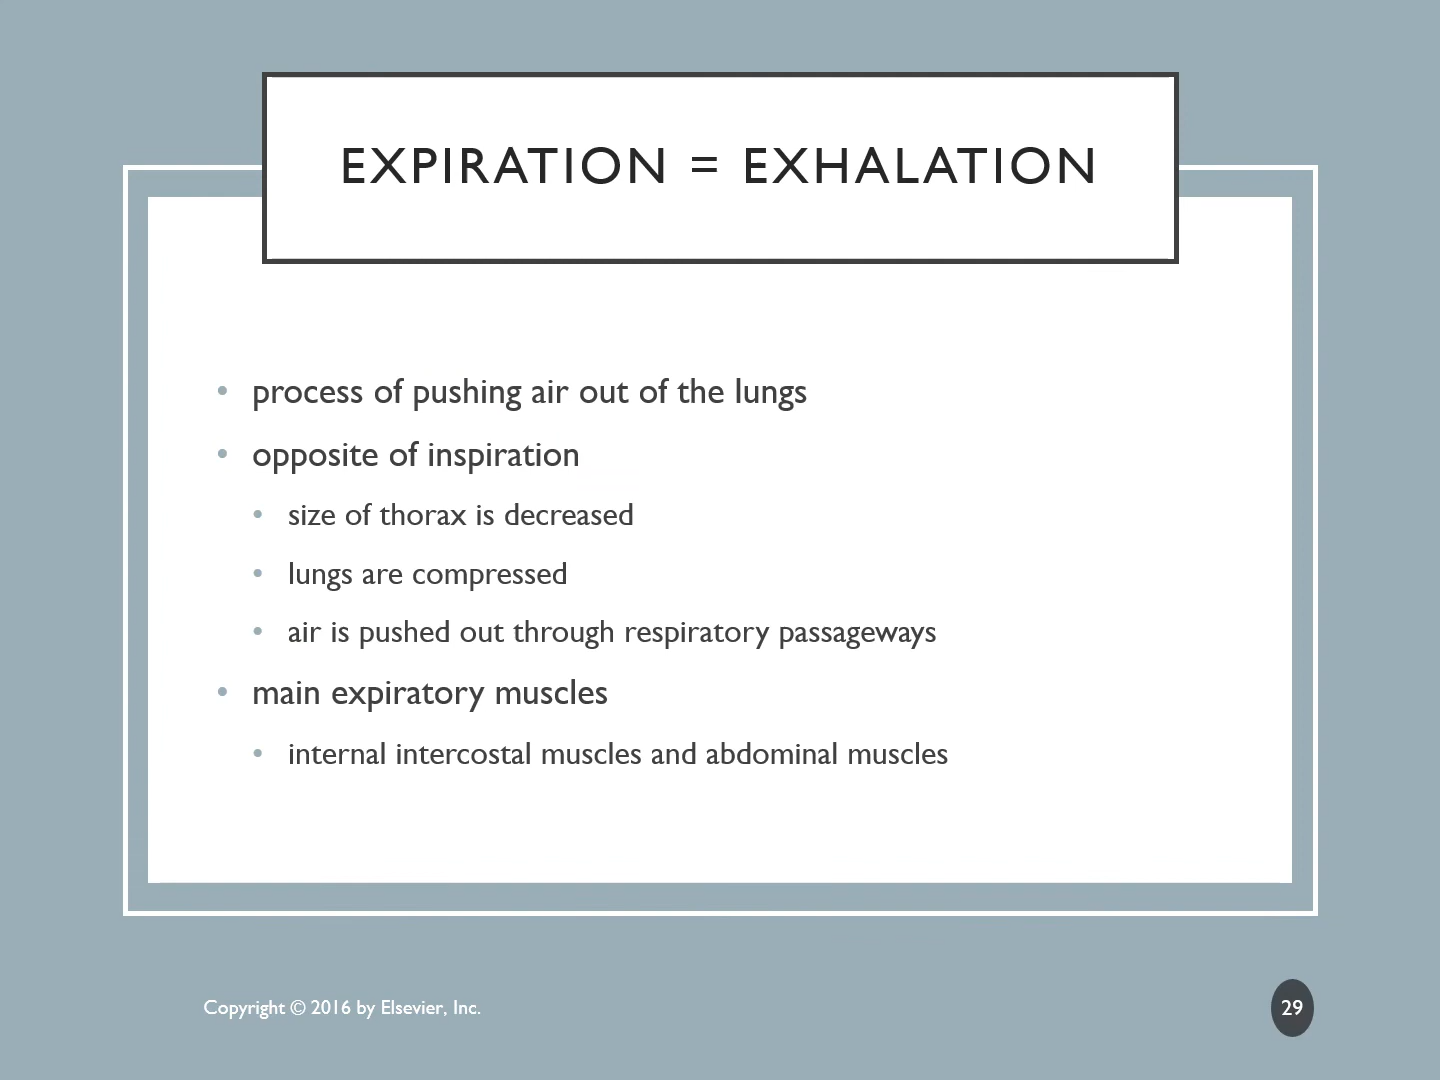 EXPIRATION = EXHALATION
• process of pushing air out of the lungs
• opposite of inspiration
• size of thorax is decreased
• lungs are compressed
• air is pushed out through respiratory passageways
• main expiratory muscles
• internal intercostal muscles and abdominal muscles
Copyright © 2016 by Elsevier, Inc.
29